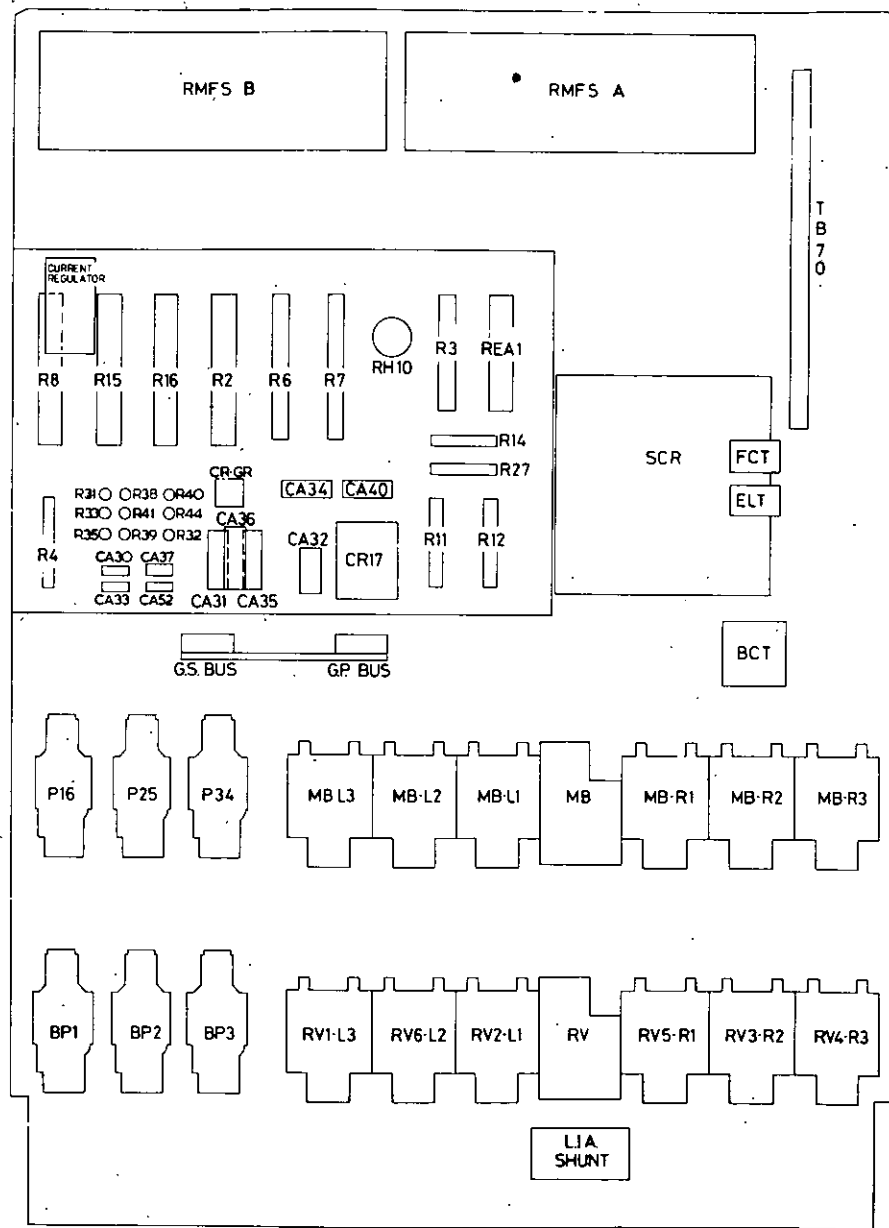 RMFS B
RMFS A
TB70
CURRENT
REGULATOR
R8
R15
R16
R2
R6
R7
RH10
R3
REA1
R14
R27
SCR
FCT
ELT
CR-GR
CA34
CA40
R31
R38
R40
R33
R41
R44
R35
R39
R32
R4
CA30
CA37
CA33
CA52
CA36
CA31
CA35
CA32
CR17
R11
R12
G.S. BUS
G.P. BUS
BCT
P16
P25
P34
MB L3
MB-L2
MB-L1
MB
MB-R1
MB-R2
MB-R3
BP1
BP2
BP3
RV1-L3
RV6-L2
RV2-L1
RV
RV5-R1
RV3-R2
RV4-R3
L.I.A.
SHUNT